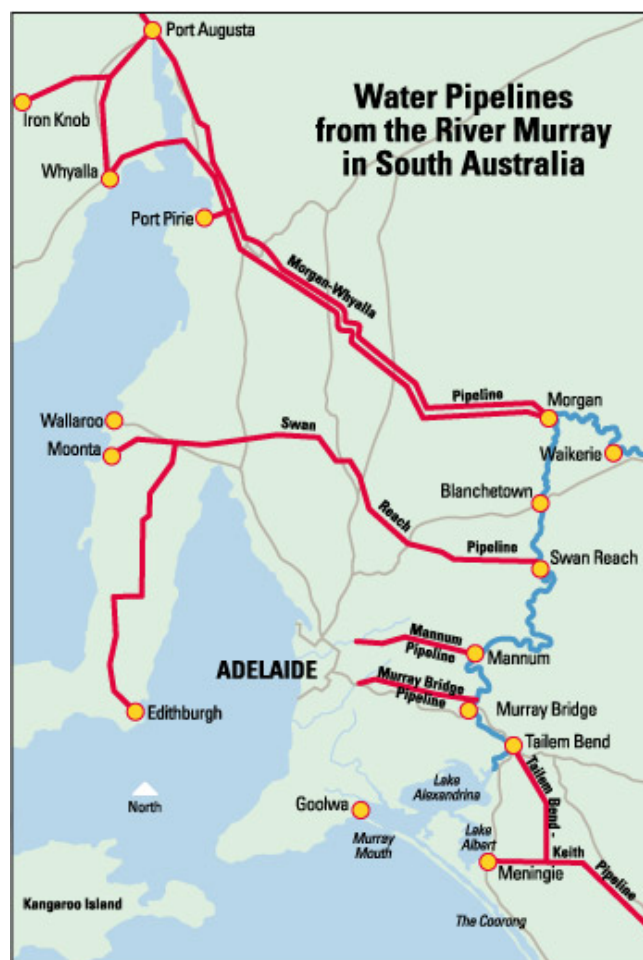 Port Augusta
Water Pipelines
from the River Murray
in South Australia
Iron Knob
Whyalla
Port Pirie
Morgan-Whyalla
Pipeline
Morgan
Wallaroo
Swan
Moonta
Waikerie
Blanchetown
Reach
Pipeline
Swan Reach
Mannum
Pipeline
Mannum
ADELAIDE
Murray Bridge
Pipeline
Edithburgh
Murray Bridge
Tailem Bend
North
Lake
Alexandrina
Tailem Bend -
Goolwa
Murray
Mouth
Lake
Albert
Keith
Meningie
Pipeline
Kangaroo Island
The Coorong